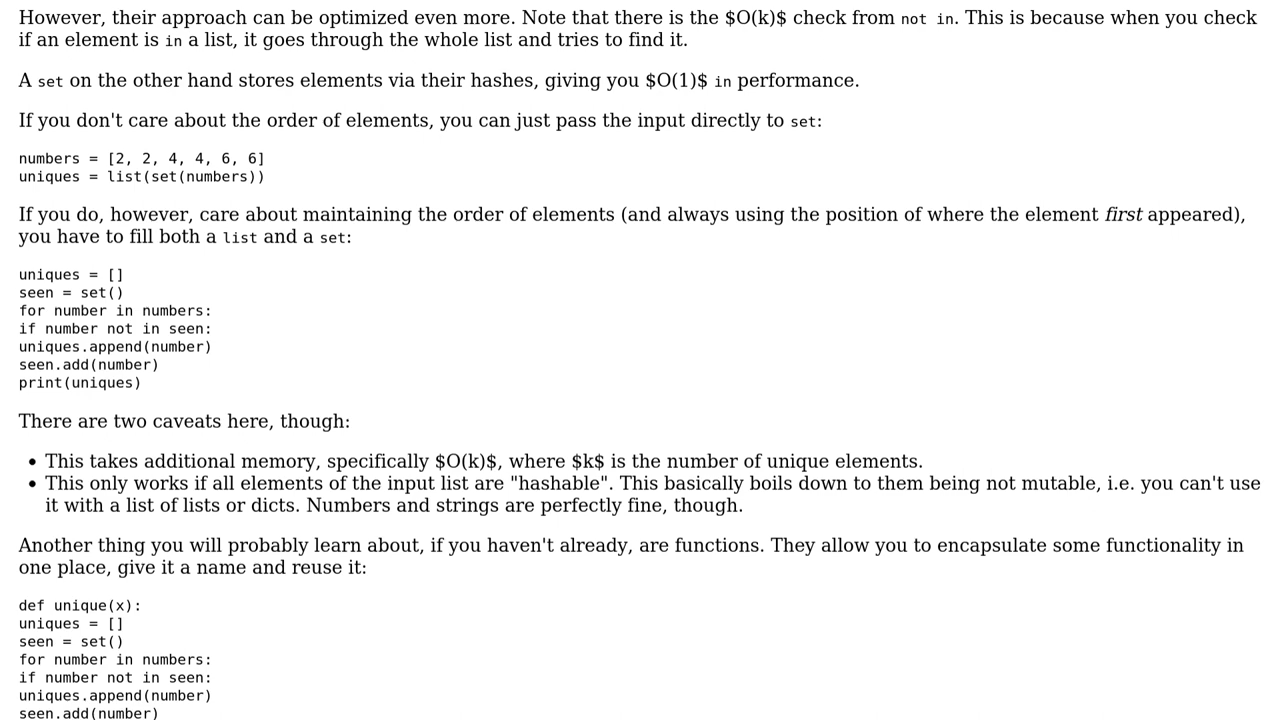 However, their approach can be optimized even more. Note that there is the $O(k)$ check from not in. This is because when you check
if an element is in a list, it goes through the whole list and tries to find it.
A set on the other hand stores elements via their hashes, giving you $O(1)$ in performance.
If you don't care about the order of elements, you can just pass the input directly to set:
numbers = [2, 2, 4, 4, 6, 6]
uniques = list(set(numbers))
If you do, however, care about maintaining the order of elements (and always using the position of where the element first appeared),
you have to fill both a list and a set:
uniques = []
seen = set()
for number in numbers:
if number not in seen:
uniques.append(number)
seen.add(number)
print(uniques)
There are two caveats here, though:
• This takes additional memory, specifically $O(k)$, where $k$ is the number of unique elements.
• This only works if all elements of the input list are "hashable". This basically boils down to them being not mutable, i.e. you can't use
it with a list of lists or dicts. Numbers and strings are perfectly fine, though.
Another thing you will probably learn about, if you haven't already, are functions. They allow you to encapsulate some functionality in
one place, give it a name and reuse it:
def unique(x):
uniques = []
seen = set()
for number in numbers:
if number not in seen:
uniques.append(number)
seen.add(number)